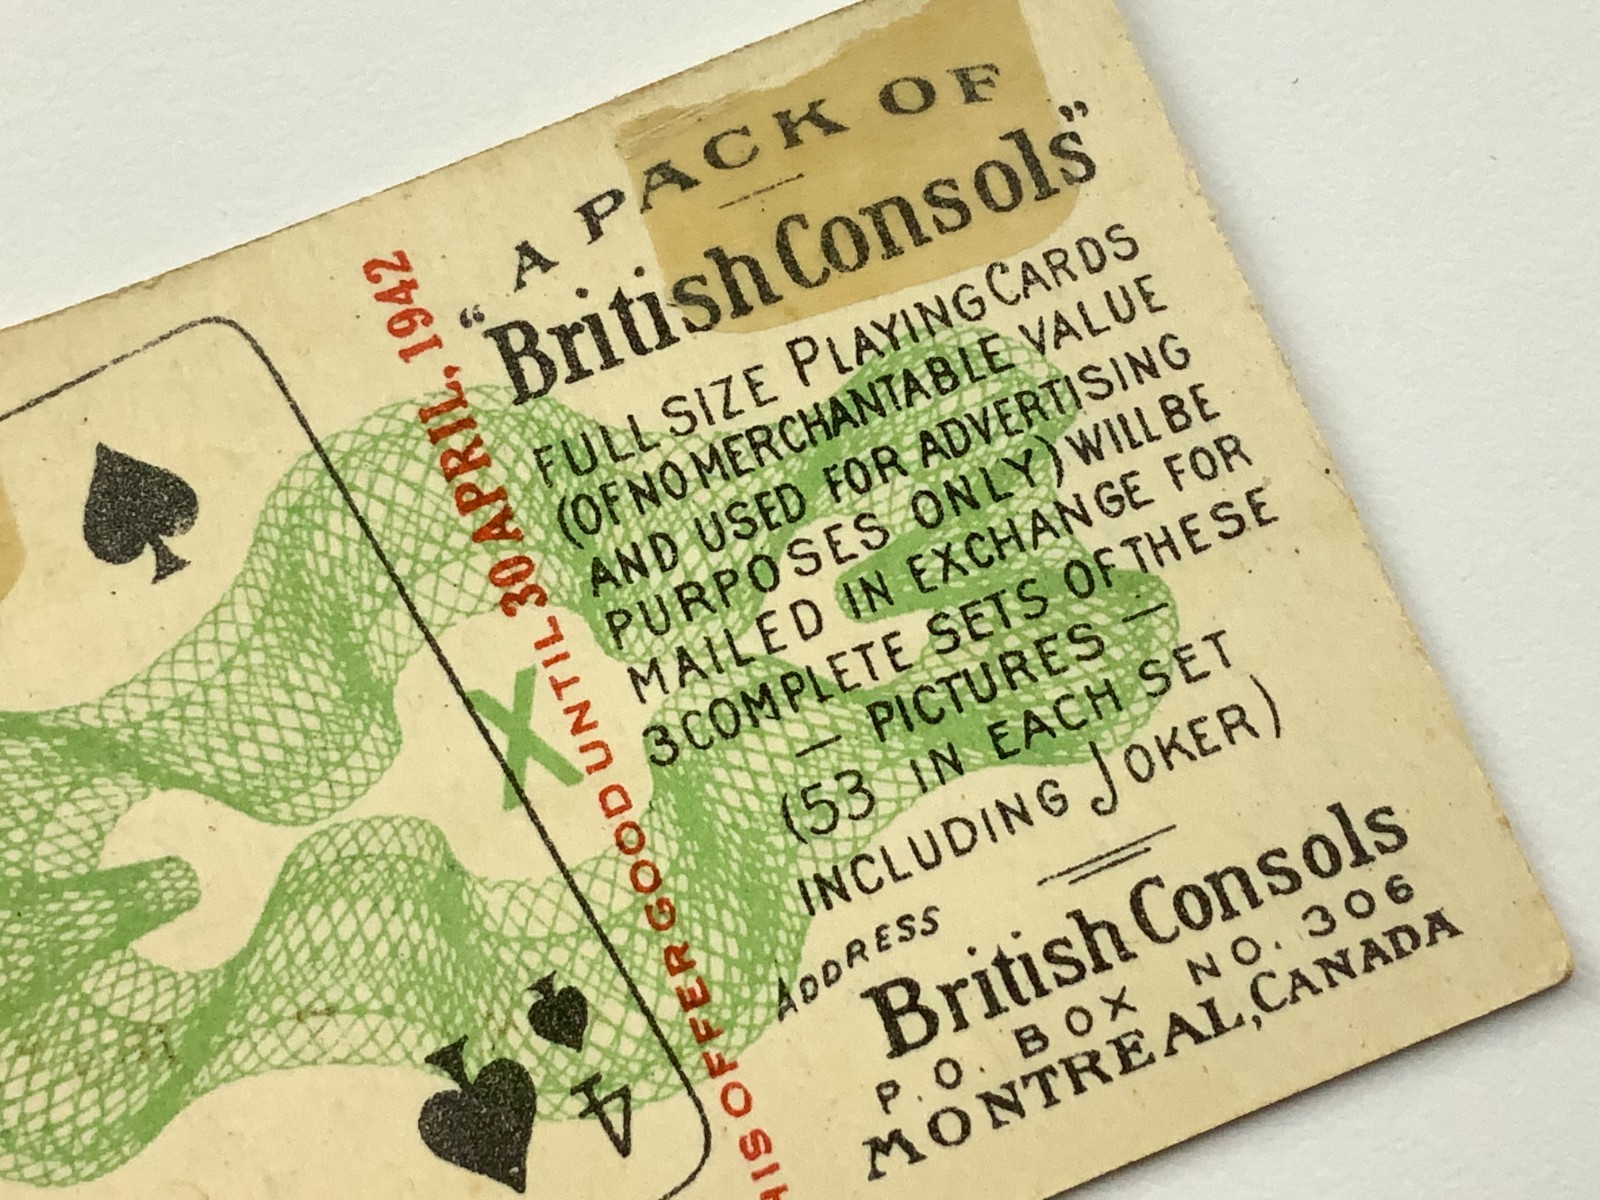 A PACK OF
"British Consols"
FULL SIZE PLAYING CARDS
(OF NO MERCHANTABLE VALUE
AND USED FOR ADVERTISING
PURPOSES ONLY) WILL BE
MAILED IN EXCHANGE FOR
3 COMPLETE SETS OF THESE
— PICTURES —
(53 IN EACH SET
INCLUDING JOKER)
ADDRESS
British Consols
P.O. BOX NO. 306
MONTREAL, CANADA
OFFER GOOD UNTIL 30 APRIL, 1942
X
4